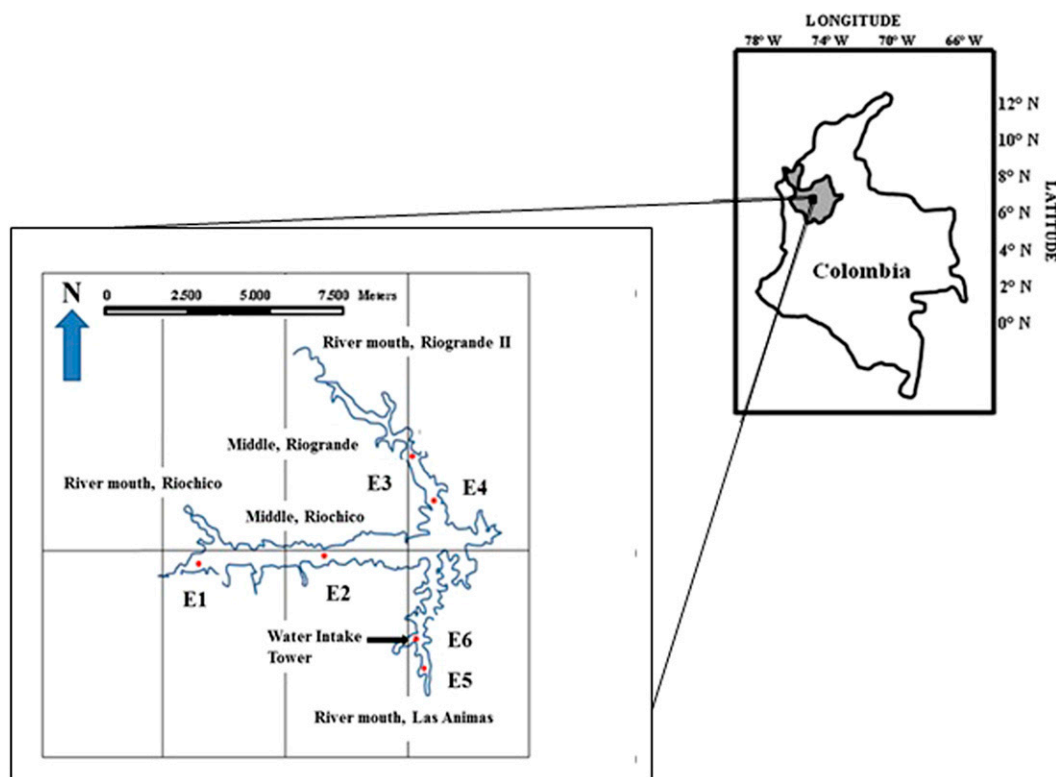 LONGITUDE
78° W 74° W 70° W 66° W
12° N
10° N
8° N
6° N
4° N
2° N
0° N
LATITUDE
Colombia
N
0 2.500 5.000 7.500 Meters
River mouth, Riogrande II
Middle, Riogrande
E3
E4
River mouth, Riochico
Middle, Riochico
E1
E2
Water Intake
Tower
E6
E5
River mouth, Las Animas